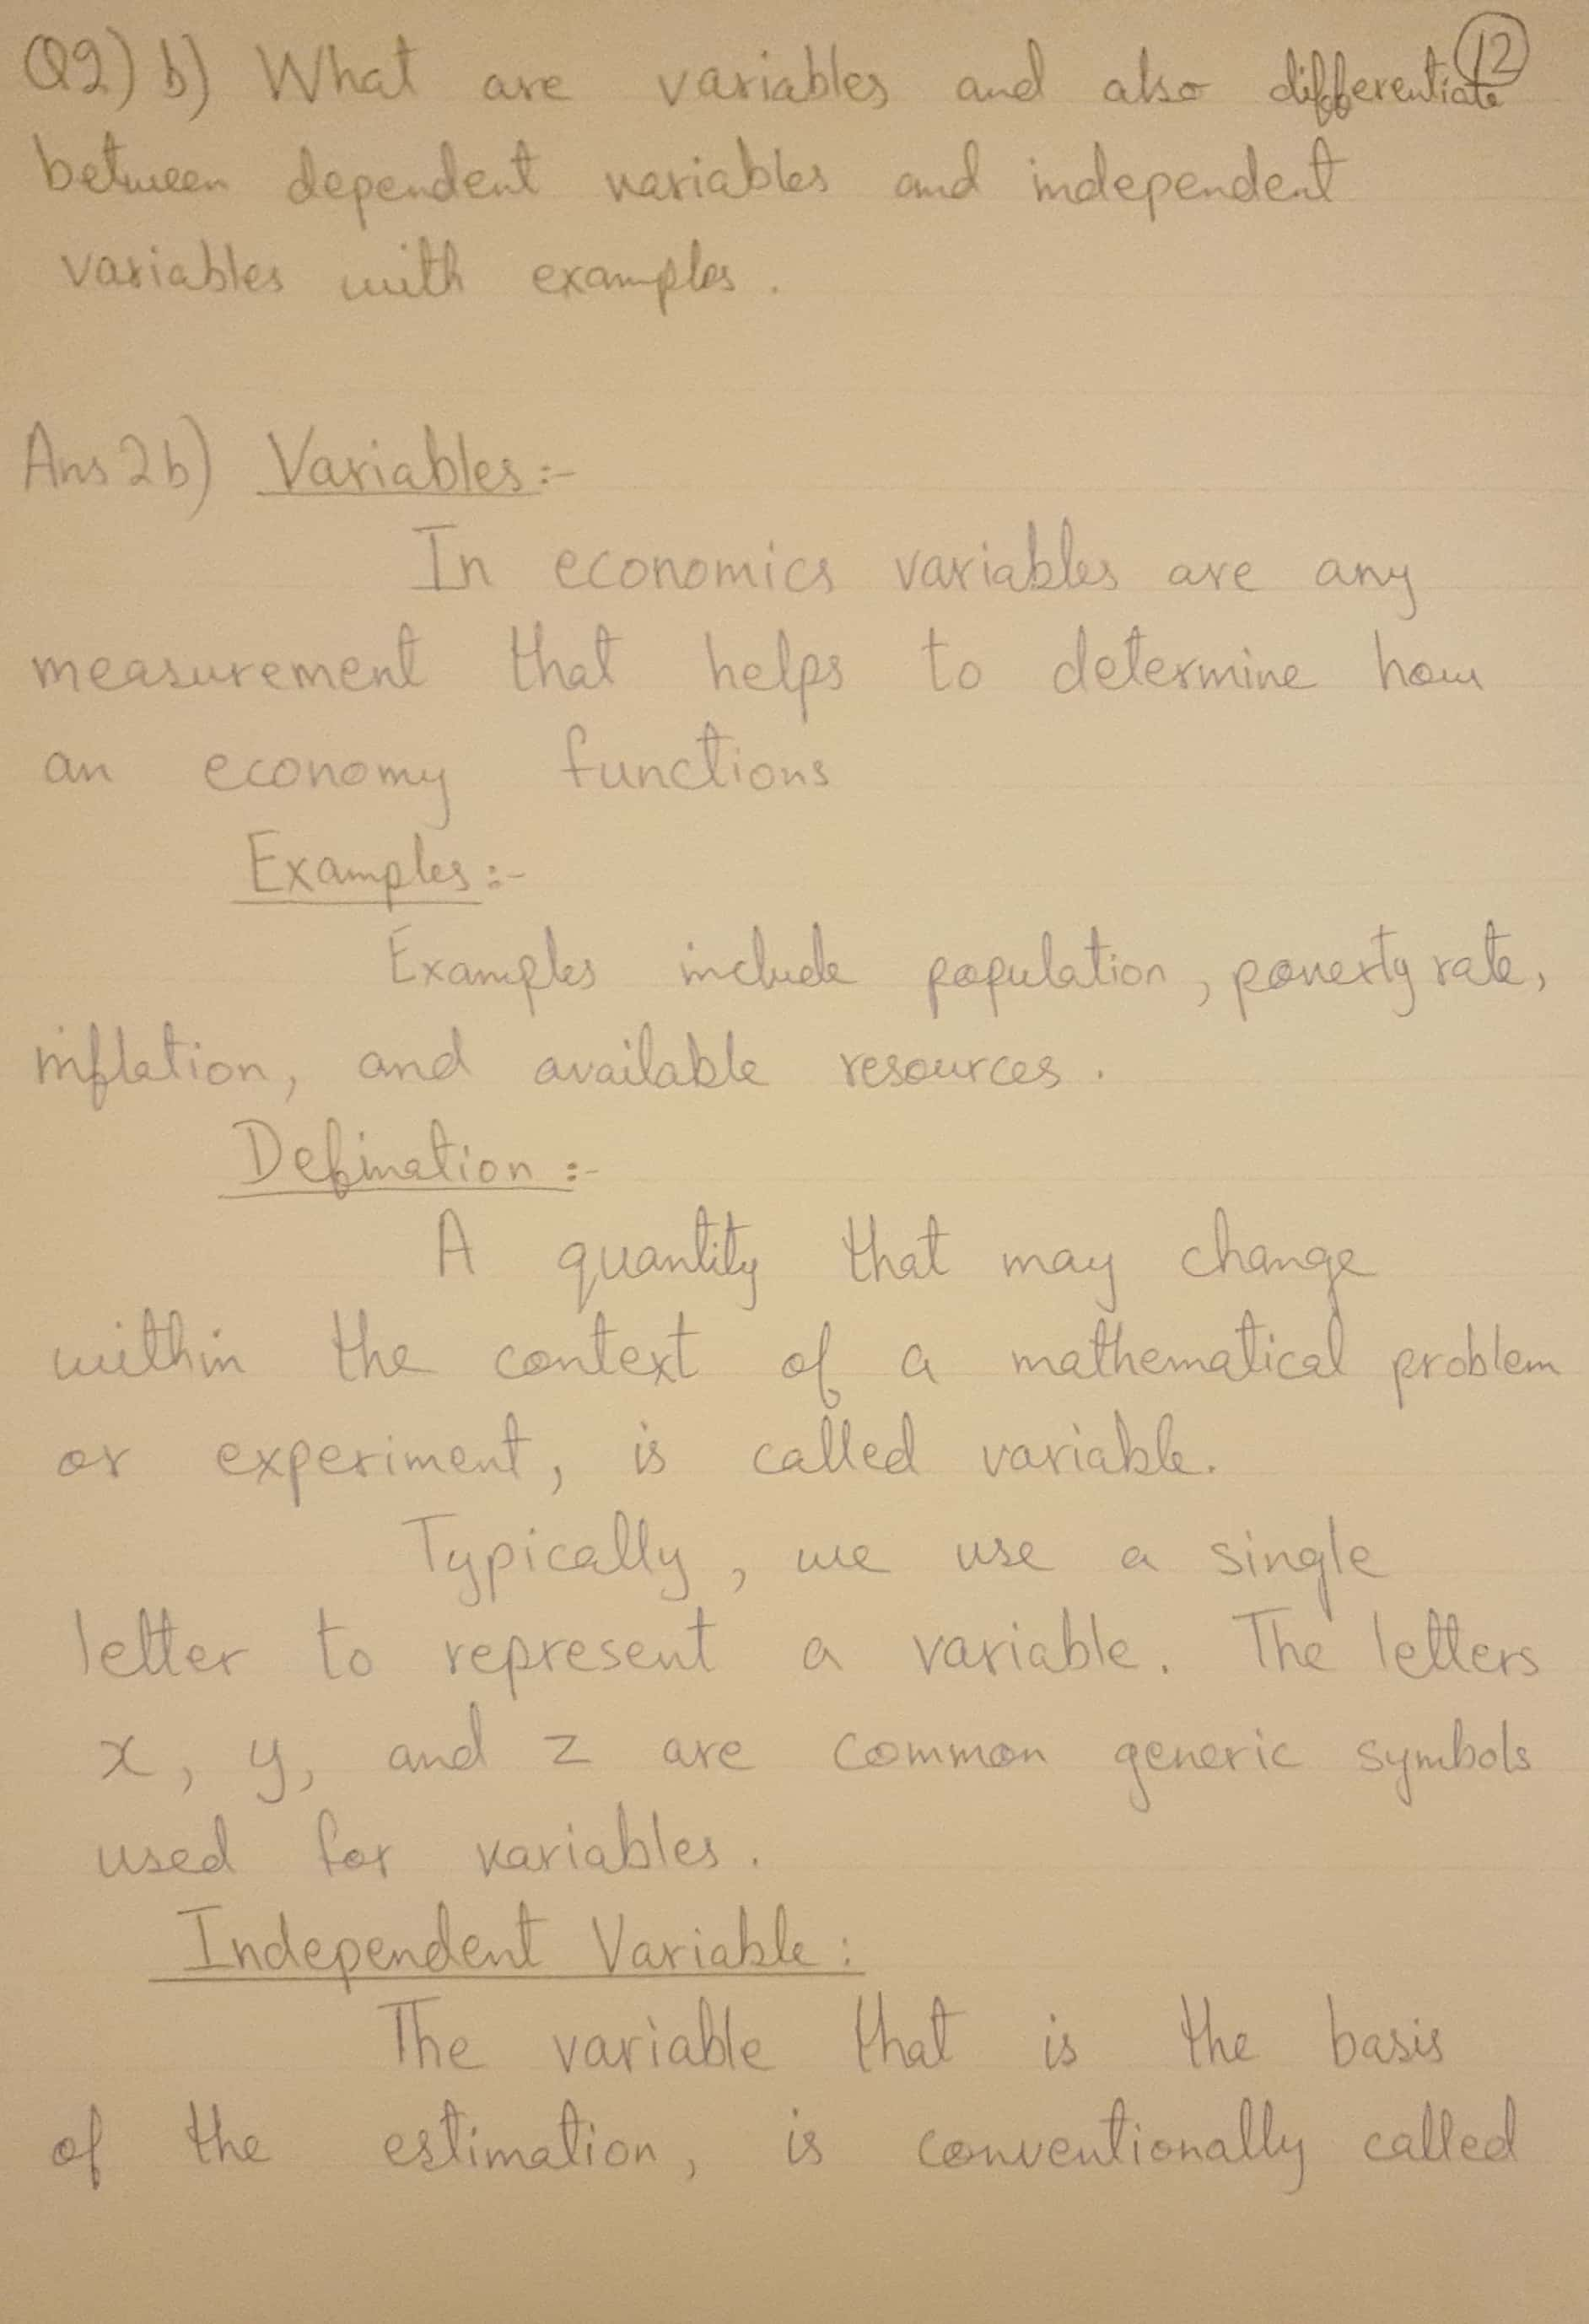 12
Q2) b) What are variables and also differentiate
between dependent variables and independent
variables with examples.
Ans 2b) Variables:-
In economics variables are any
measurement that helps to determine how
an economy functions
Examples:-
Examples include population, poverty rate,
inflation, and available resources.
Defination:-
A quantity that may change
within the context of a mathematical problem
or experiment, is called variable.
Typically, we use a single
letter to represent a variable. The letters
x, y, and z are common generic symbols
used for variables.
Independent Variable:
The variable that is the basis
of the estimation, is conventionally called